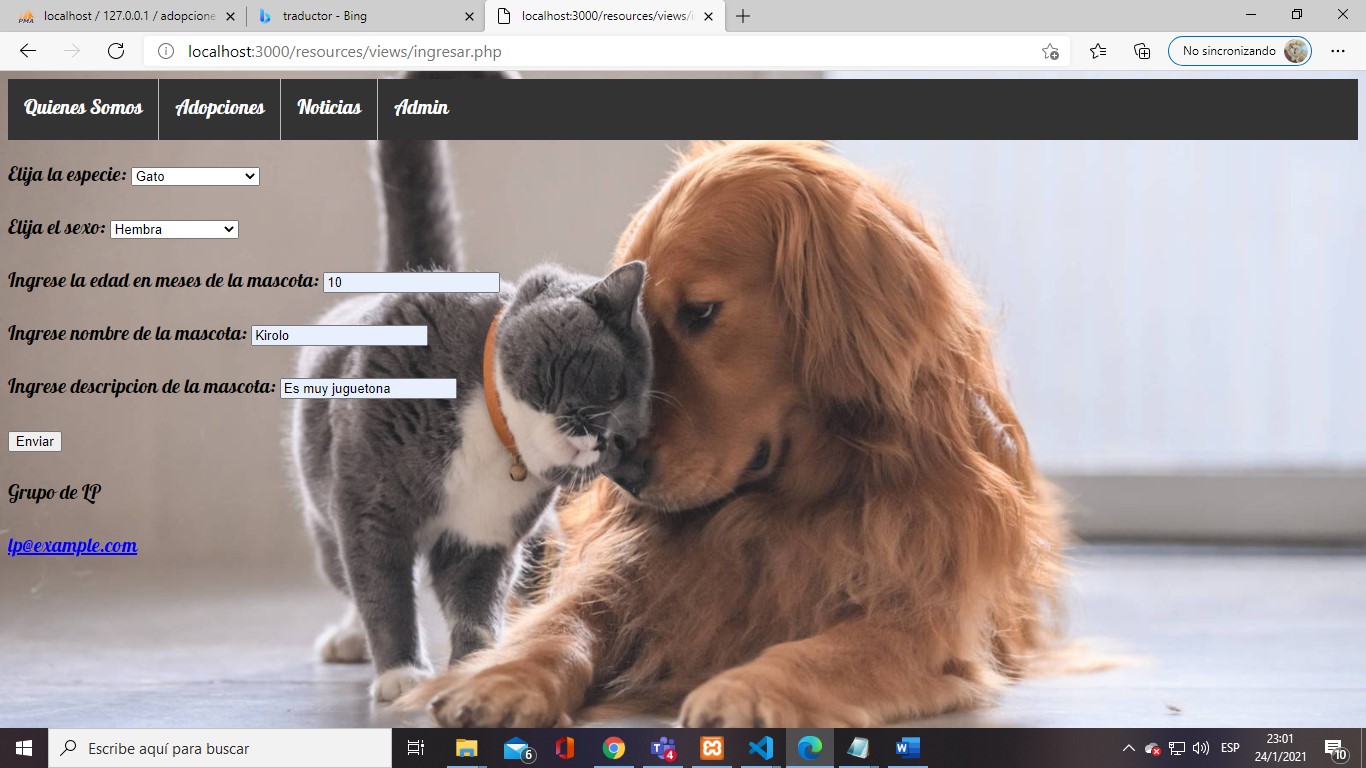 localhost / 127.0.0.1 / adopcione
traductor - Bing
localhost:3000/resources/views/i
localhost:3000/resources/views/ingresar.php
No sincronizando
Quienes Somos Adopciones Noticias Admin
Elija la especie: Gato
Elija el sexo: Hembra
Ingrese la edad en meses de la mascota: 10
Ingrese nombre de la mascota: Kirolo
Ingrese descripcion de la mascota: Es muy juguetona
Enviar
Grupo de LP
lp@example.com
Escribe aquí para buscar
6
4
ESP
23:01
24/1/2021
10